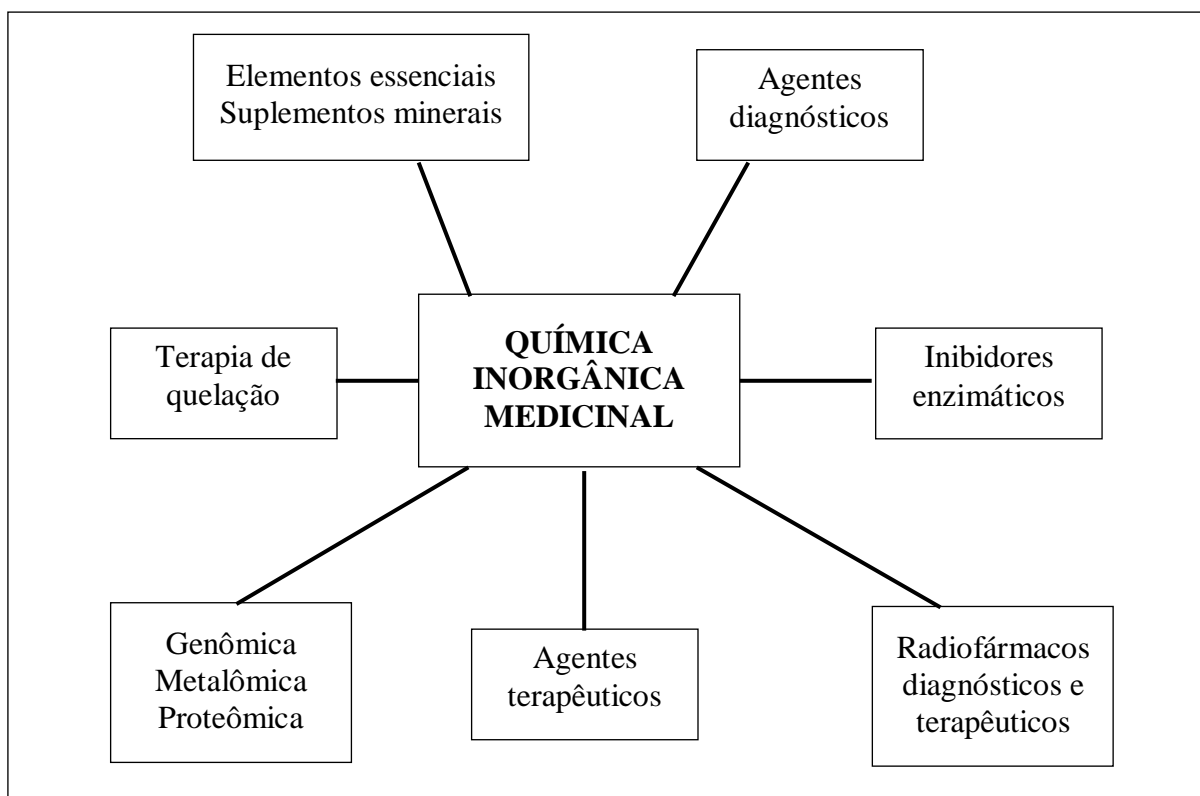 Elementos essenciais
Suplementos minerais
Agentes
diagnósticos
Terapia de
quelação
QUÍMICA
INORGÂNICA
MEDICINAL
Inibidores
enzimáticos
Genômica
Metalômica
Proteômica
Agentes
terapêuticos
Radiofármacos
diagnósticos e
terapêuticos